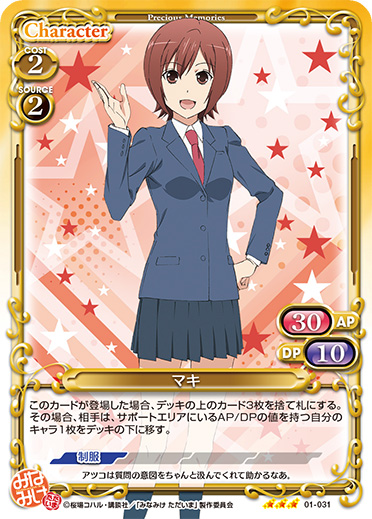 Precious Memories
Character
COST
2
SOURCE
2
30 AP
DP 10
マキ
このカードが登場した場合、デッキの上のカード3枚を捨て札にする。
その場合、相手は、サポートエリアにいるAP/DPの値を持つ自分の
キャラ1枚をデッキの下に移す。
制服
アツコは質問の意図をちゃんと汲んでくれて助かるなあ。
みなみけ
©桜場コハル・講談社/「みなみけ ただいま」製作委員会
01-031